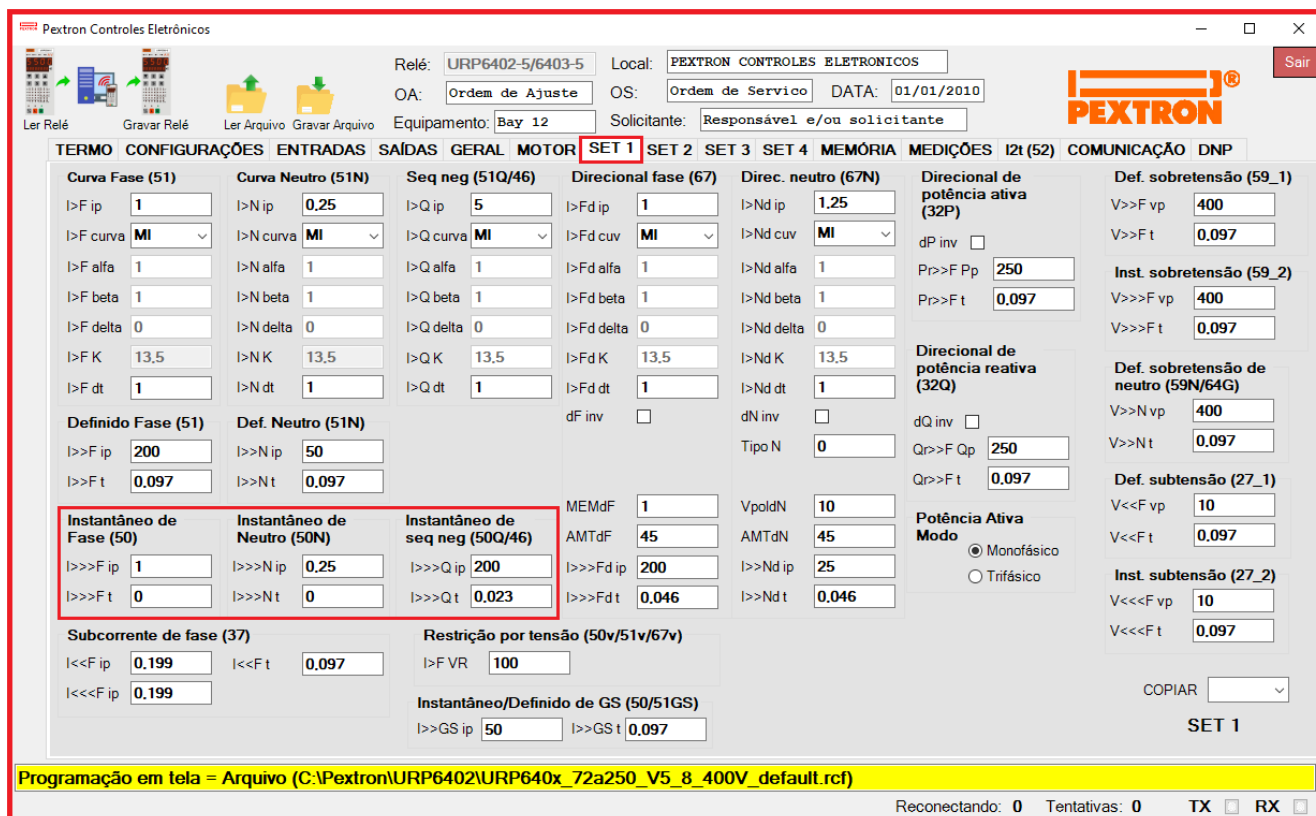 Pextron Controles Eletrônicos
Ler Relé
Gravar Relé
Ler Arquivo
Gravar Arquivo
Relé: URP6402-5/6403-5 Local: PEXTRON CONTROLES ELETRONICOS
OA: Ordem de Ajuste OS: Ordem de Servico DATA: 01/01/2010
Equipamento: Bay 12 Solicitante: Responsável e/ou solicitante
PEXTRON®
Sair
TERMO CONFIGURAÇÕES ENTRADAS SAÍDAS GERAL MOTOR SET 1 SET 2 SET 3 SET 4 MEMÓRIA MEDIÇÕES I2t (52) COMUNICAÇÃO DNP
Curva Fase (51)
I>F ip 1
I>F curva MI
I>F alfa 1
I>F beta 1
I>F delta 0
I>F K 13,5
I>F dt 1
Curva Neutro (51N)
I>N ip 0,25
I>N curva MI
I>N alfa 1
I>N beta 1
I>N delta 0
I>N K 13,5
I>N dt 1
Seq neg (51Q/46)
I>Q ip 5
I>Q curva MI
I>Q alfa 1
I>Q beta 1
I>Q delta 0
I>Q K 13,5
I>Q dt 1
Direcional fase (67)
I>Fd ip 1
I>Fd cuv MI
I>Fd alfa 1
I>Fd beta 1
I>Fd delta 0
I>Fd K 13,5
I>Fd dt 1
dF inv
MEMdF 1
AMTdF 45
I>>>Fd ip 200
I>>>Fd t 0,046
Direc. neutro (67N)
I>Nd ip 1,25
I>Nd cuv MI
I>Nd alfa 1
I>Nd beta 1
I>Nd delta 0
I>Nd K 13,5
I>Nd dt 1
dN inv
Tipo N 0
VpoldN 10
AMTdN 45
I>>Nd ip 25
I>>Nd t 0,046
Direcional de
potência ativa
(32P)
dP inv
Pr>>F Pp 250
Pr>>F t 0,097
Direcional de
potência reativa
(32Q)
dQ inv
Qr>>F Qp 250
Qr>>F t 0,097
Potência Ativa
Modo
Monofásico
Trifásico
Def. sobretensão (59_1)
V>>F vp 400
V>>F t 0,097
Inst. sobretensão (59_2)
V>>>F vp 400
V>>>F t 0,097
Def. sobretensão de
neutro (59N/64G)
V>>N vp 400
V>>N t 0,097
Def. subtensão (27_1)
V<<F vp 10
V<<F t 0,097
Inst. subtensão (27_2)
V<<<F vp 10
V<<<F t 0,097
Definido Fase (51)
I>>F ip 200
I>>F t 0,097
Def. Neutro (51N)
I>>N ip 50
I>>N t 0,097
Instantâneo de
Fase (50)
I>>>F ip 1
I>>>F t 0
Instantâneo de
Neutro (50N)
I>>>N ip 0,25
I>>>N t 0
Instantâneo de
seq neg (50Q/46)
I>>>Q ip 200
I>>>Q t 0,023
Subcorrente de fase (37)
I<<F ip 0,199 I<<F t 0,097
I<<<F ip 0,199
Restrição por tensão (50v/51v/67v)
I>F VR 100
Instantâneo/Definido de GS (50/51GS)
I>>GS ip 50 I>>GS t 0,097
COPIAR
SET 1
Programação em tela = Arquivo (C:\Pextron\URP6402\URP640x_72a250_V5_8_400V_default.rcf)
Reconectando: 0 Tentativas: 0 TX RX